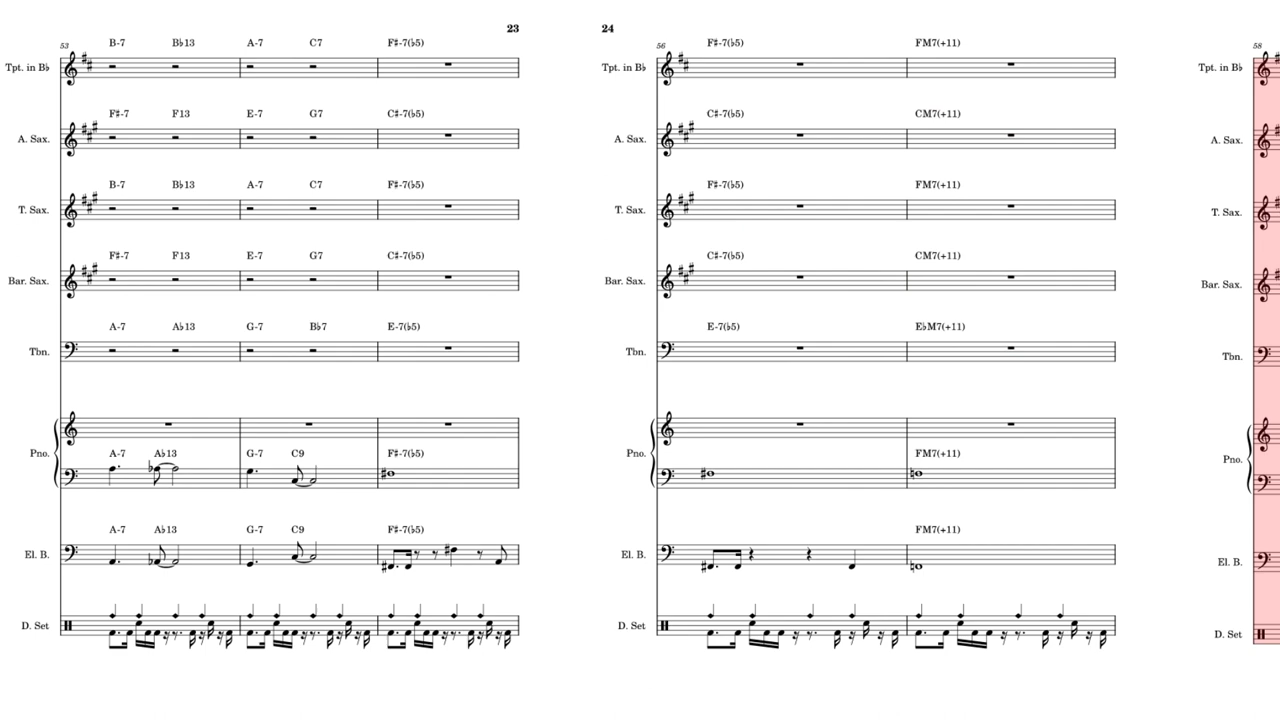 23
24
53
B-7 B♭13 A-7 C7 F♯-7(♭5)
Tpt. in B♭
F♯-7 F13 E-7 G7 C♯-7(♭5)
A. Sax.
B-7 B♭13 A-7 C7 F♯-7(♭5)
T. Sax.
F♯-7 F13 E-7 G7 C♯-7(♭5)
Bar. Sax.
A-7 A♭13 G-7 B♭7 E-7(♭5)
Tbn.
Pno.
A-7 A♭13 G-7 C9 F♯-7(♭5)
A-7 A♭13 G-7 C9 F♯-7(♭5)
El. B.
D. Set
56
F♯-7(♭5) FM7(+11)
Tpt. in B♭
C♯-7(♭5) CM7(+11)
A. Sax.
F♯-7(♭5) FM7(+11)
T. Sax.
C♯-7(♭5) CM7(+11)
Bar. Sax.
E-7(♭5) E♭M7(+11)
Tbn.
Pno.
FM7(+11)
FM7(+11)
El. B.
D. Set
58
Tpt. in B♭
A. Sax.
T. Sax.
Bar. Sax.
Tbn.
Pno.
El. B.
D. Set